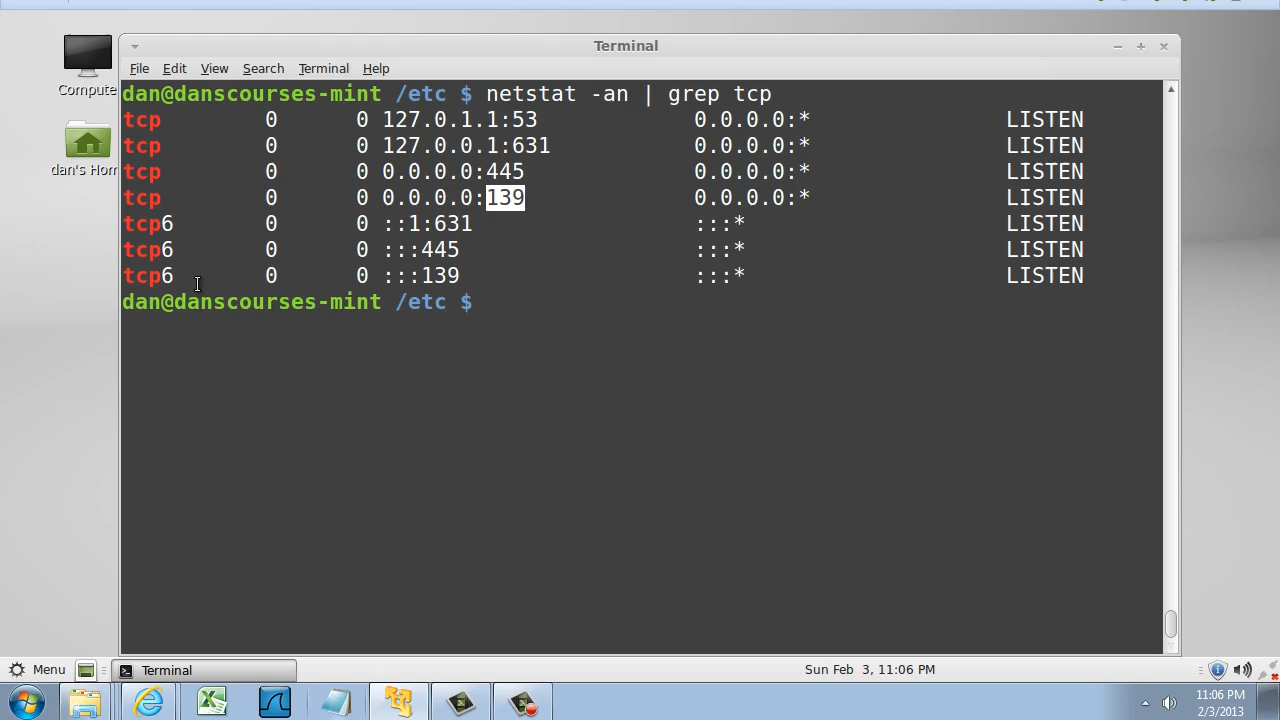 Terminal
Compute
dan's Hom
File Edit View Search Terminal Help
dan@danscourses-mint /etc $ netstat -an | grep tcp
tcp 0 0 127.0.1.1:53 0.0.0.0:* LISTEN
tcp 0 0 127.0.0.1:631 0.0.0.0:* LISTEN
tcp 0 0 0.0.0.0:445 0.0.0.0:* LISTEN
tcp 0 0 0.0.0.0:139 0.0.0.0:* LISTEN
tcp6 0 0 ::1:631 :::* LISTEN
tcp6 0 0 :::445 :::* LISTEN
tcp6 0 0 :::139 :::* LISTEN
dan@danscourses-mint /etc $
Menu Terminal Sun Feb 3, 11:06 PM
11:06 PM
2/3/2013